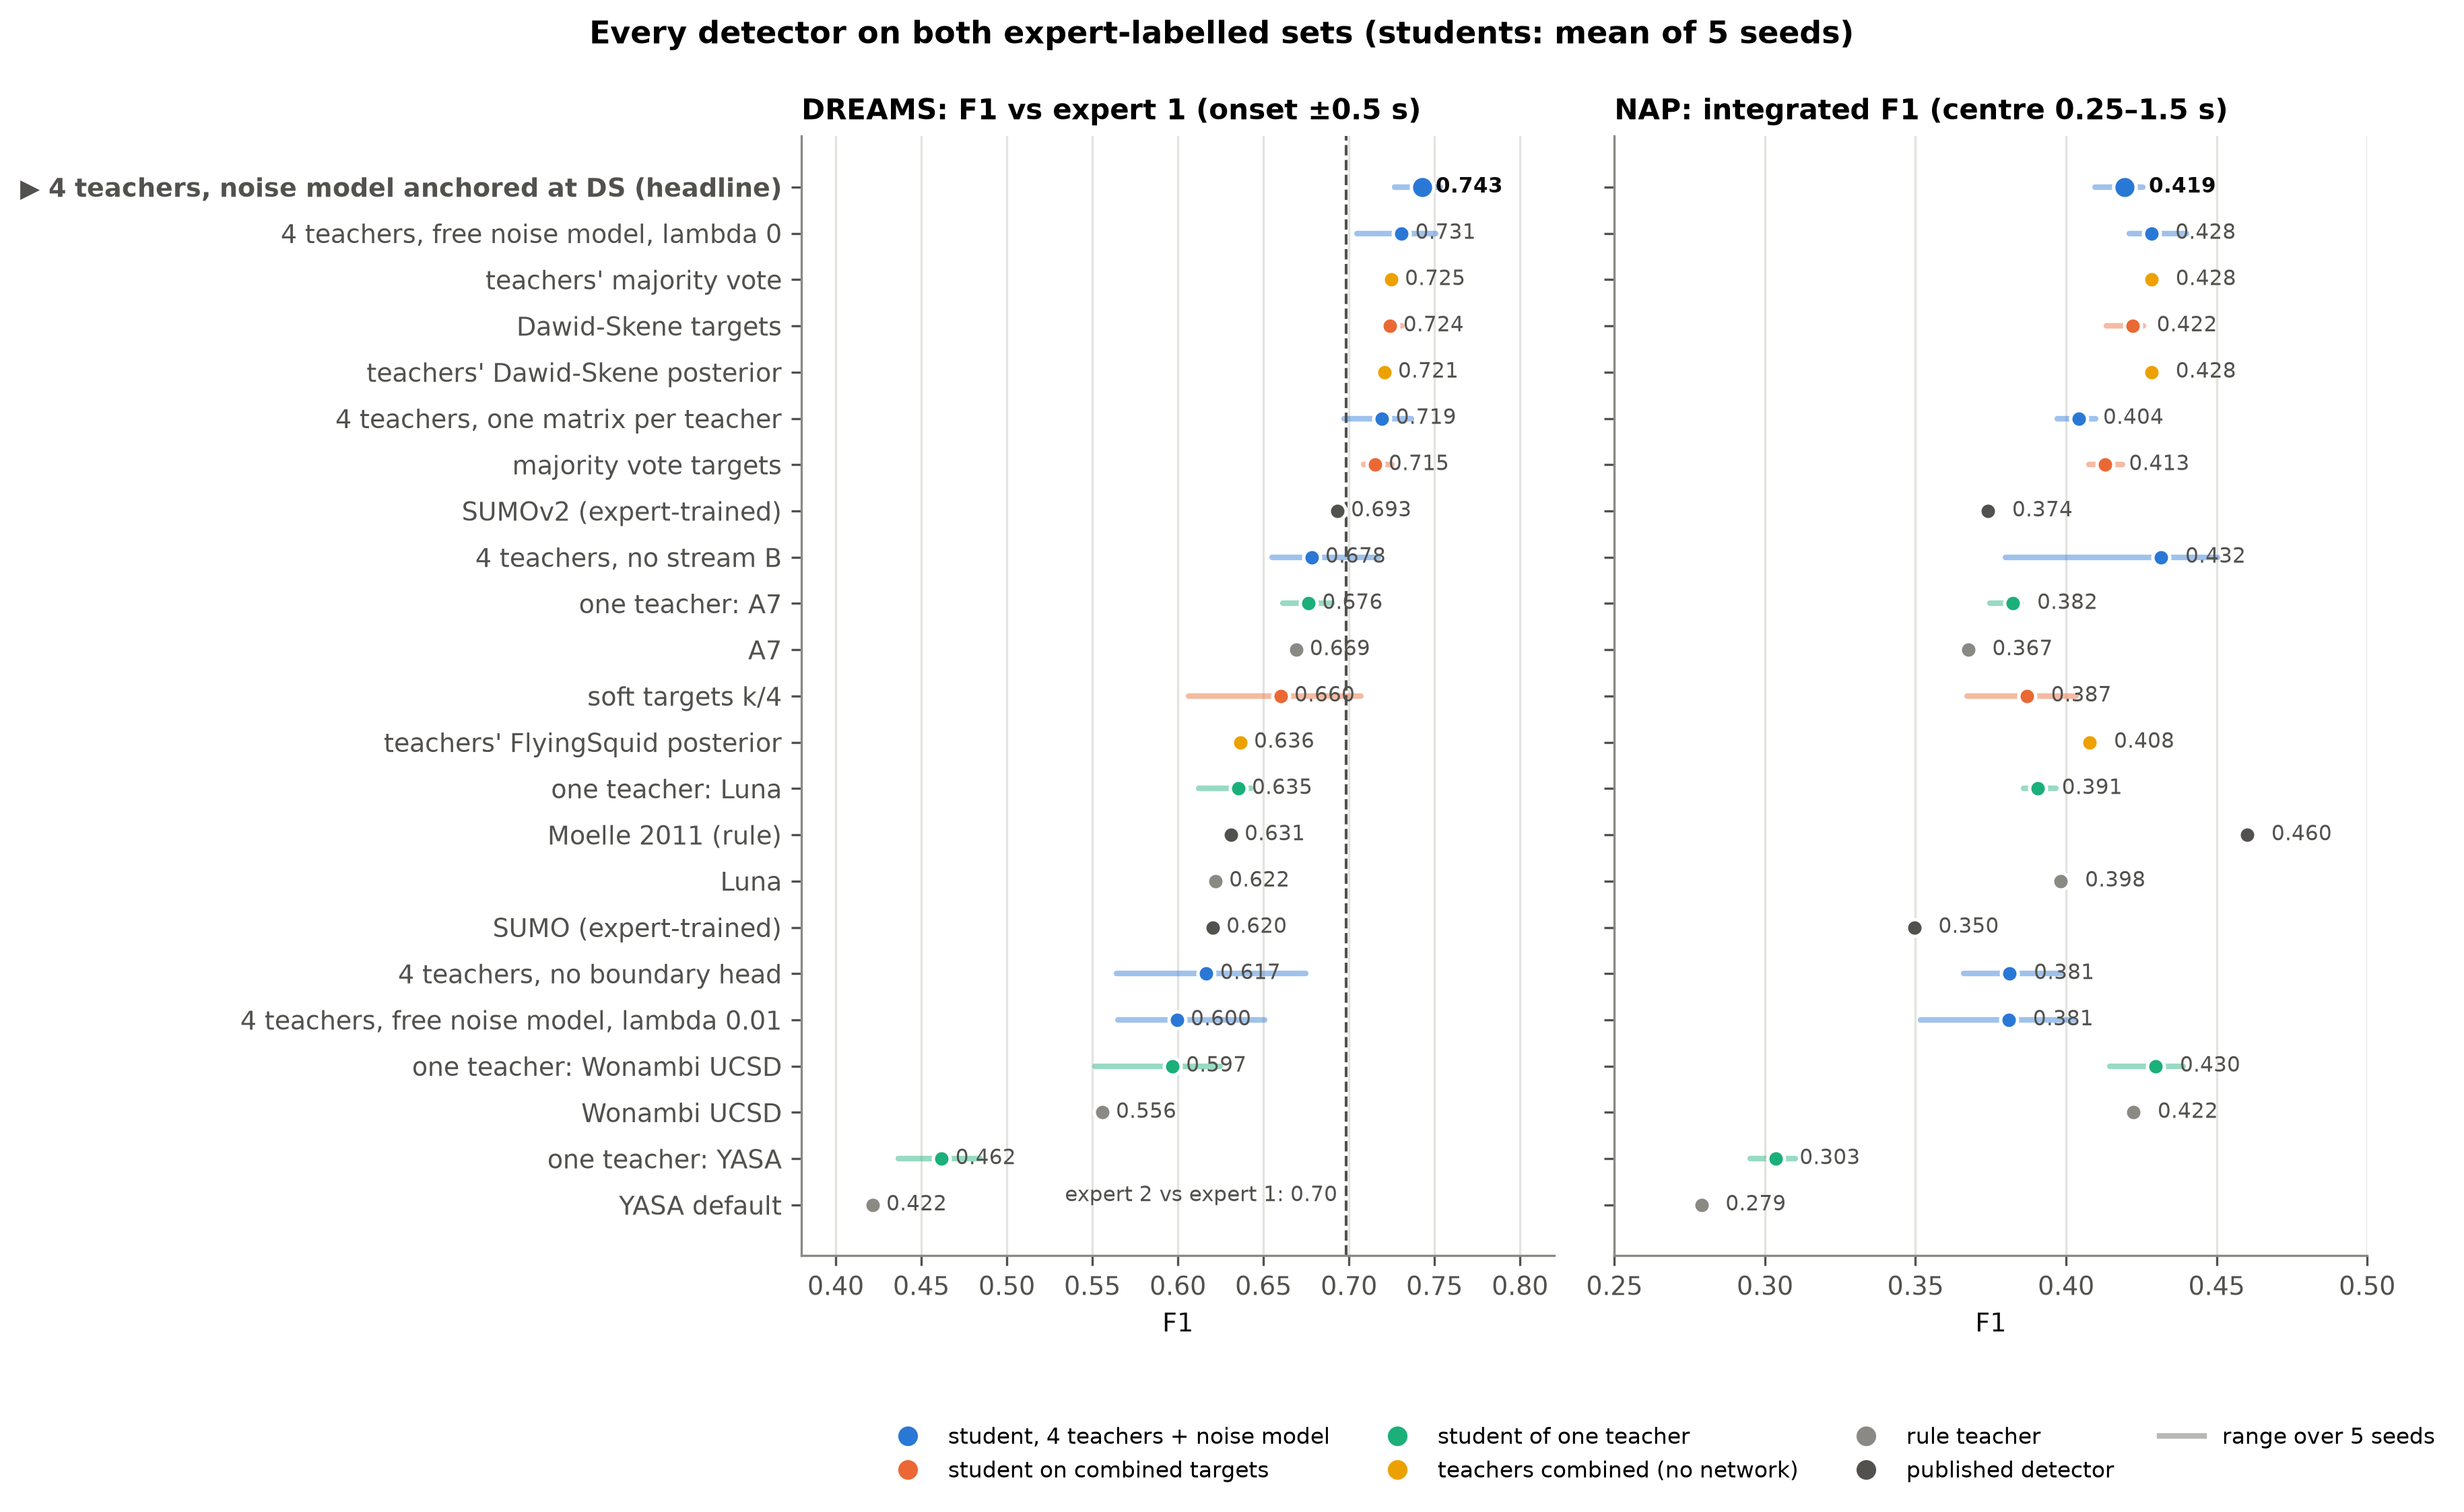 Every detector on both expert-labelled sets (students: mean of 5 seeds)
DREAMS: F1 vs expert 1 (onset ±0.5 s)
NAP: integrated F1 (centre 0.25–1.5 s)
▶ 4 teachers, noise model anchored at DS (headline) 0.743 0.419
4 teachers, free noise model, lambda 0 0.731 0.428
teachers' majority vote 0.725 0.428
Dawid-Skene targets 0.724 0.422
teachers' Dawid-Skene posterior 0.721 0.428
4 teachers, one matrix per teacher 0.719 0.404
majority vote targets 0.715 0.413
SUMOv2 (expert-trained) 0.693 0.374
4 teachers, no stream B 0.678 0.432
one teacher: A7 0.676 0.382
A7 0.669 0.367
soft targets k/4 0.660 0.387
teachers' FlyingSquid posterior 0.636 0.408
one teacher: Luna 0.635 0.391
Moelle 2011 (rule) 0.631 0.460
Luna 0.622 0.398
SUMO (expert-trained) 0.620 0.350
4 teachers, no boundary head 0.617 0.381
4 teachers, free noise model, lambda 0.01 0.600 0.381
one teacher: Wonambi UCSD 0.597 0.430
Wonambi UCSD 0.556 0.422
one teacher: YASA 0.462 0.303
expert 2 vs expert 1: 0.70
YASA default 0.422 0.279
0.40 0.45 0.50 0.55 0.60 0.65 0.70 0.75 0.80
0.25 0.30 0.35 0.40 0.45 0.50
F1
F1
student, 4 teachers + noise model
student of one teacher
rule teacher
range over 5 seeds
student on combined targets
teachers combined (no network)
published detector